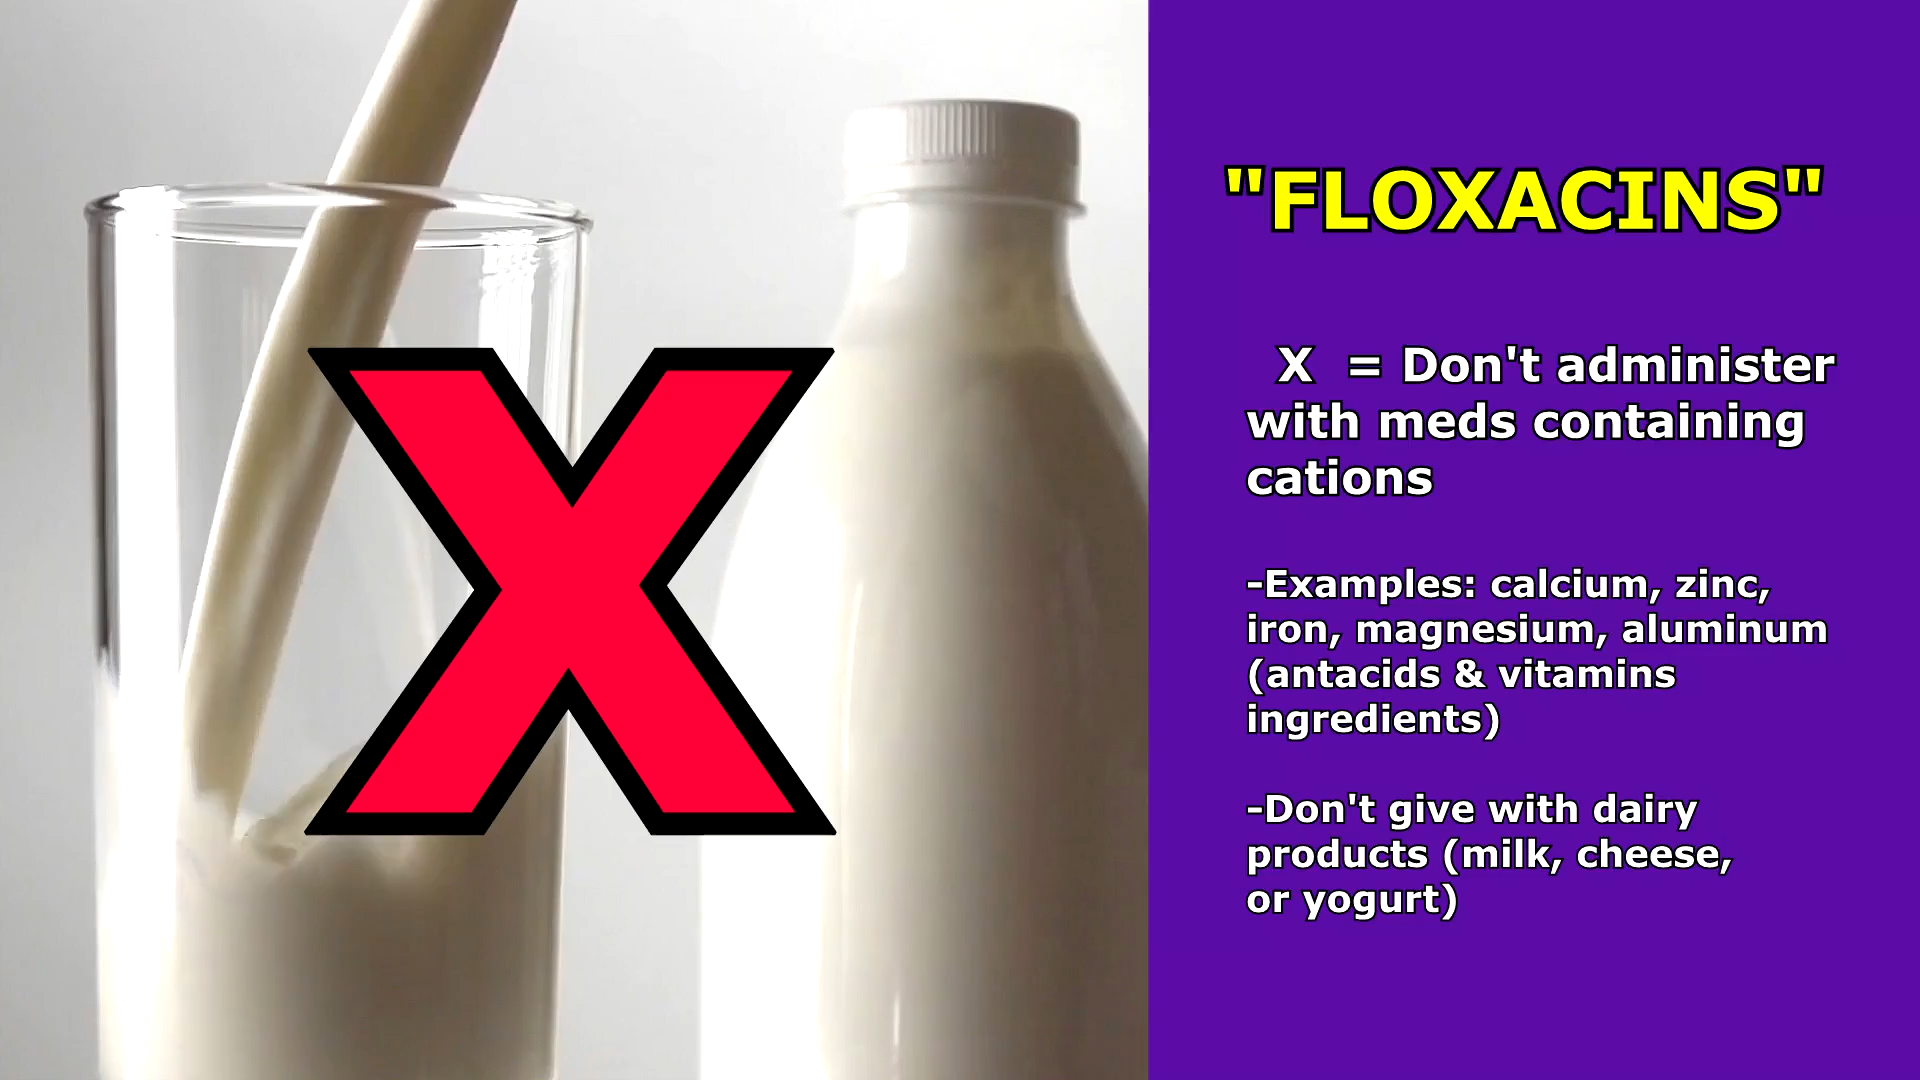 "FLOXACINS"
X = Don't administer
with meds containing
cations
-Examples: calcium, zinc,
iron, magnesium, aluminum
(antacids & vitamins
ingredients)
-Don't give with dairy
products (milk, cheese,
or yogurt)
X